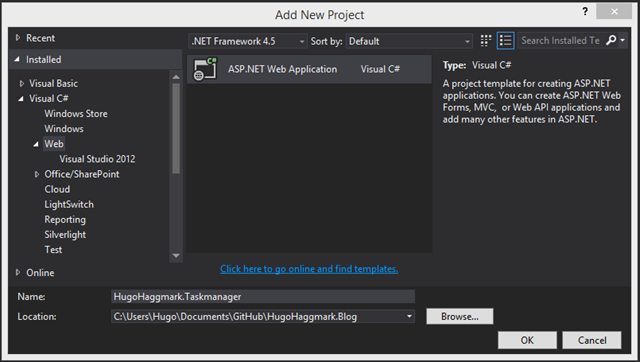 Add New Project
? ×
Recent
Installed
Visual Basic
Visual C#
Windows Store
Windows
Web
Visual Studio 2012
Office/SharePoint
Cloud
LightSwitch
Reporting
Silverlight
Test
Online
.NET Framework 4.5 Sort by: Default
Search Installed Te
ASP.NET Web Application Visual C#
Click here to go online and find templates.
Type: Visual C#
A project template for creating ASP.NET
applications. You can create ASP.NET Web
Forms, MVC, or Web API applications and
add many other features in ASP.NET.
Name: HugoHaggmark.Taskmanager
Location: C:\Users\Hugo\Documents\GitHub\HugoHaggmark.Blog Browse...
OK Cancel